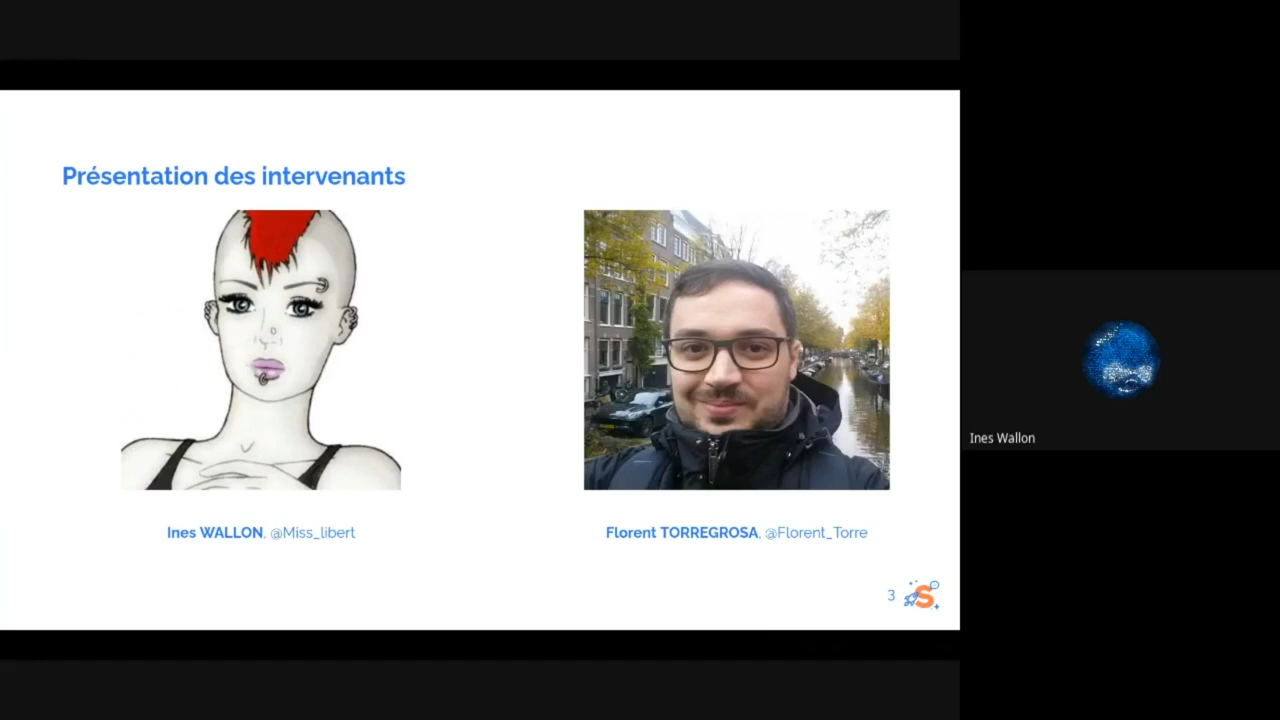 Présentation des intervenants
Ines WALLON, @Miss_libert
Florent TORREGROSA, @Florent_Torre
3
S
Ines Wallon